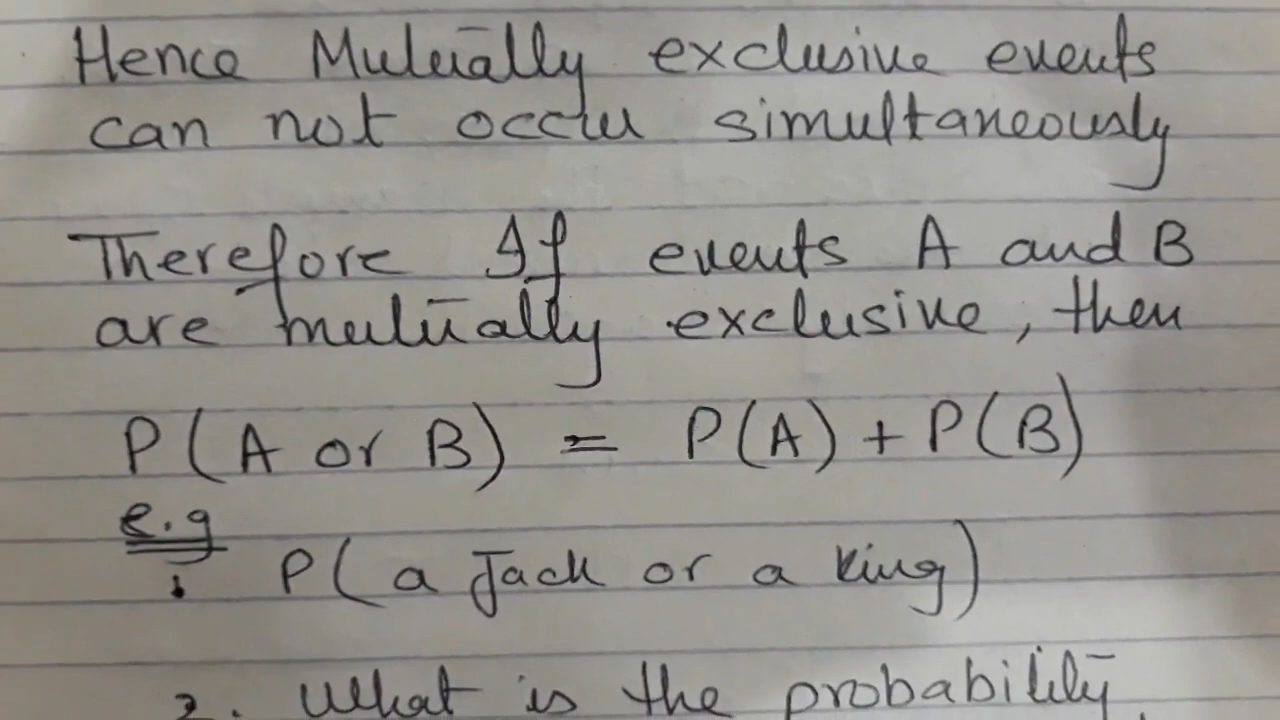 Hence Mutually exclusive events
can not occur simultaneously
Therefore If events A and B
are mutually exclusive, then
P(A or B) = P(A) + P(B)
e.g
P(a Jack or a king)
2. What is the probability